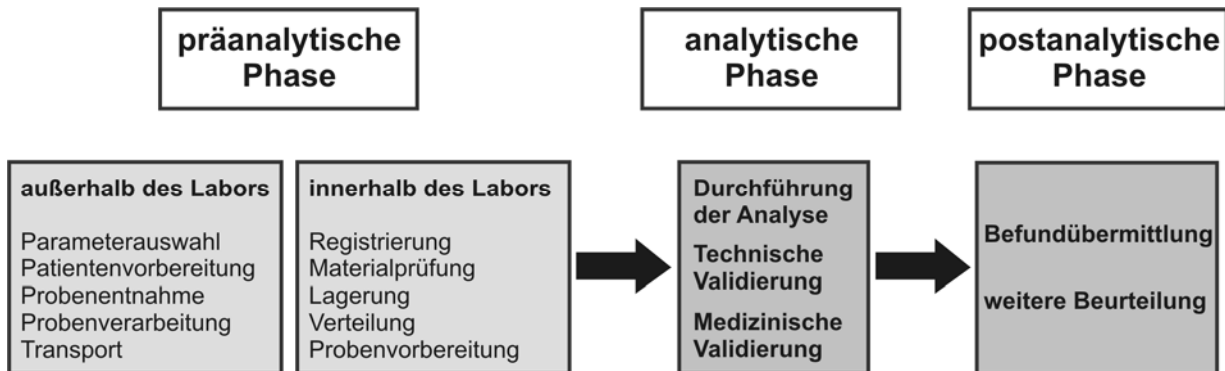 präanalytische
Phase
analytische
Phase
postanalytische
Phase
außerhalb des Labors
Parameterauswahl
Patientenvorbereitung
Probenentnahme
Probenverarbeitung
Transport
innerhalb des Labors
Registrierung
Materialprüfung
Lagerung
Verteilung
Probenvorbereitung
Durchführung
der Analyse
Technische
Validierung
Medizinische
Validierung
Befundübermittlung
weitere Beurteilung